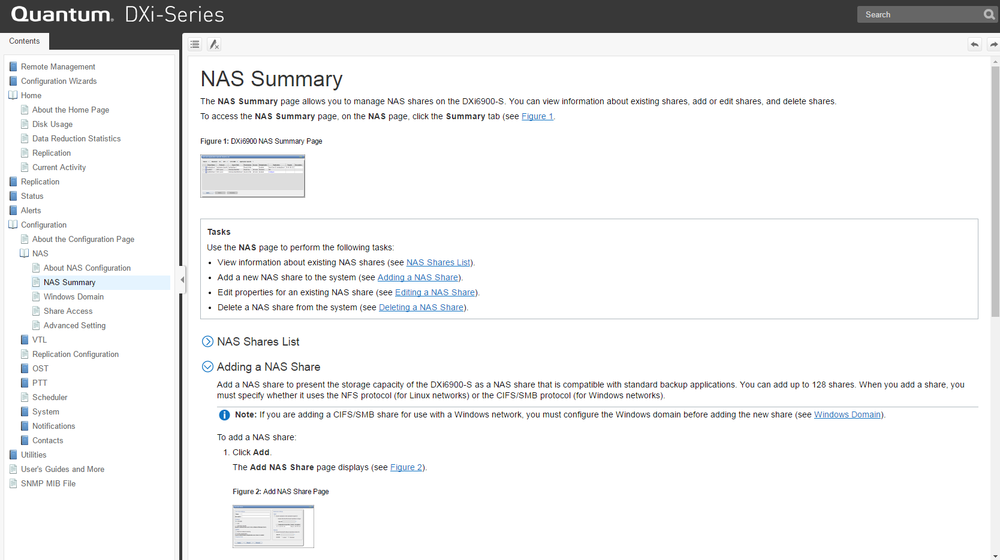 Quantum. DXi-Series
Search
Contents
Remote Management
Configuration Wizards
Home
About the Home Page
Disk Usage
Data Reduction Statistics
Replication
Current Activity
Replication
Status
Alerts
Configuration
About the Configuration Page
NAS
About NAS Configuration
NAS Summary
Windows Domain
Share Access
Advanced Setting
VTL
Replication Configuration
OST
PTT
Scheduler
System
Notifications
Contacts
Utilities
User's Guides and More
SNMP MIB File
NAS Summary
The NAS Summary page allows you to manage NAS shares on the DXi6900-S. You can view information about existing shares, add or edit shares, and delete shares.
To access the NAS Summary page, on the NAS page, click the Summary tab (see Figure 1.
Figure 1: DXi6900 NAS Summary Page
Tasks
Use the NAS page to perform the following tasks:
• View information about existing NAS shares (see NAS Shares List).
• Add a new NAS share to the system (see Adding a NAS Share).
• Edit properties for an existing NAS share (see Editing a NAS Share).
• Delete a NAS share from the system (see Deleting a NAS Share).
NAS Shares List
Adding a NAS Share
Add a NAS share to present the storage capacity of the DXi6900-S as a NAS share that is compatible with standard backup applications. You can add up to 128 shares. When you add a share, you
must specify whether it uses the NFS protocol (for Linux networks) or the CIFS/SMB protocol (for Windows networks).
Note: If you are adding a CIFS/SMB share for use with a Windows network, you must configure the Windows domain before adding the new share (see Windows Domain).
To add a NAS share:
1. Click Add.
The Add NAS Share page displays (see Figure 2).
Figure 2: Add NAS Share Page